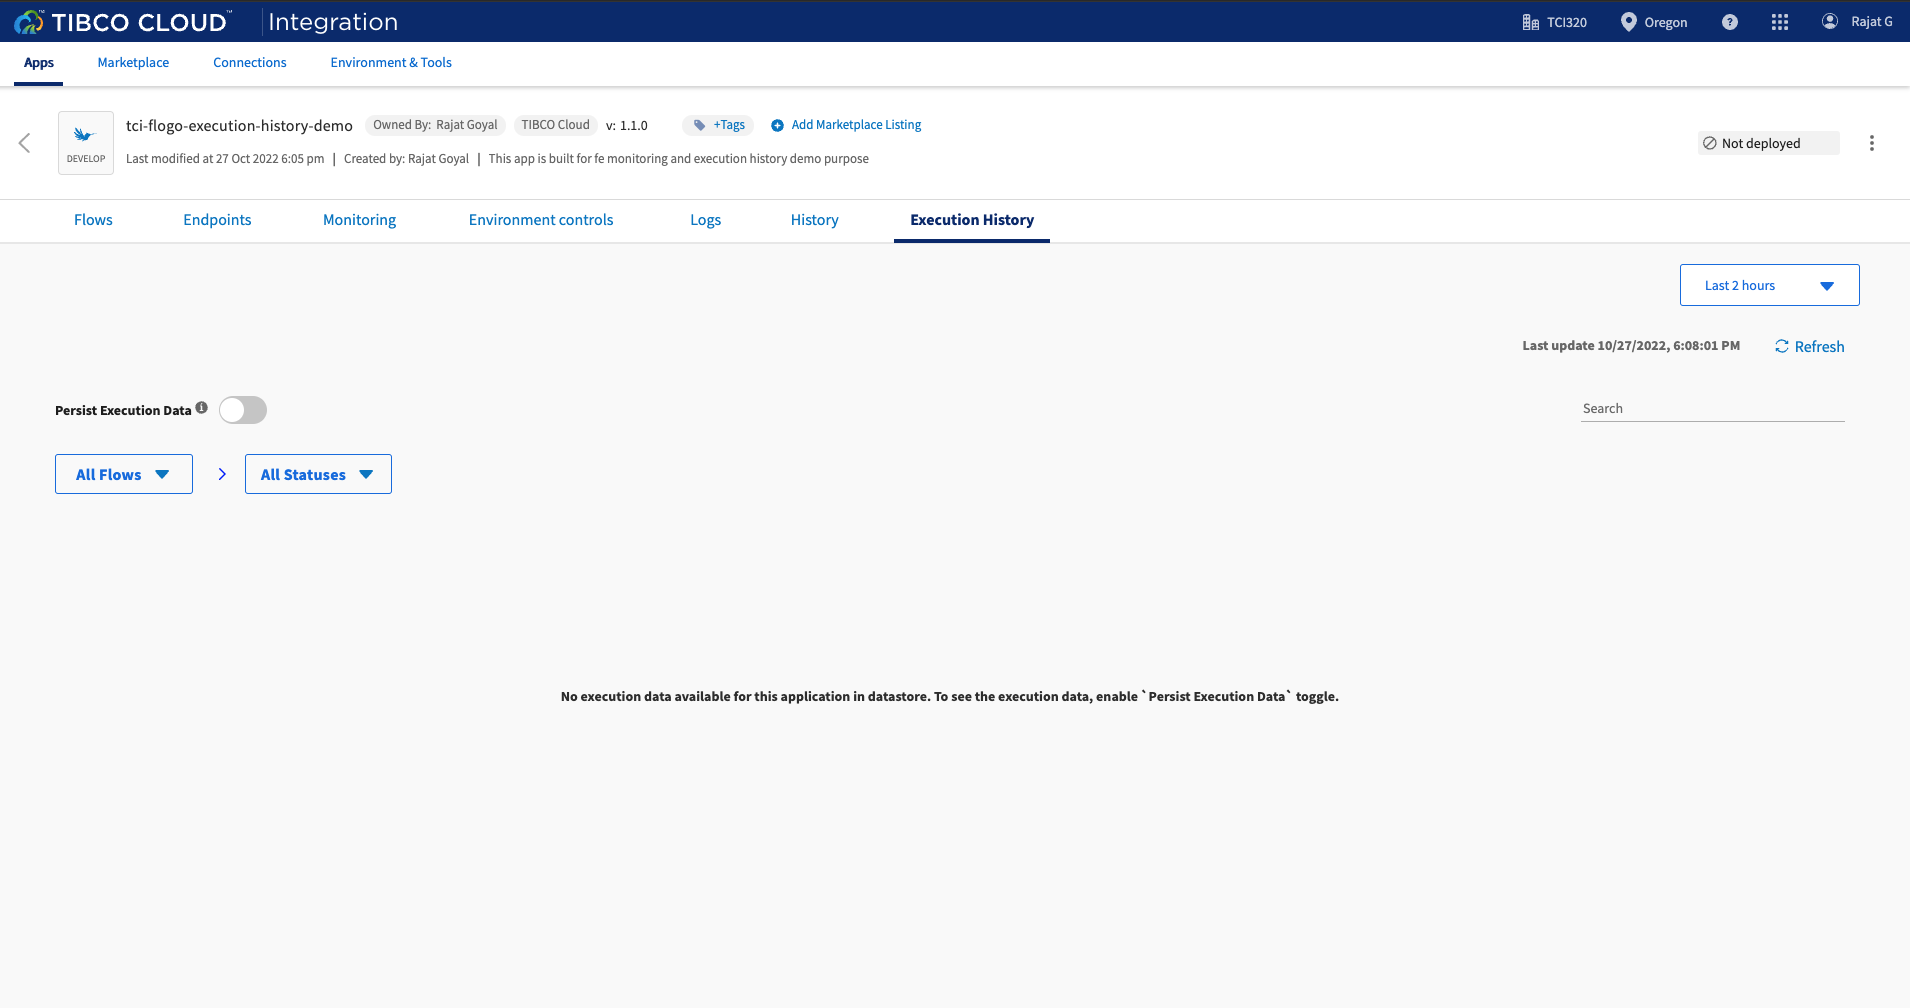 TIBCO CLOUD™ Integration TCI320 Oregon ? Rajat G
Apps Marketplace Connections Environment & Tools
tci-flogo-execution-history-demo Owned By: Rajat Goyal TIBCO Cloud v: 1.1.0 +Tags Add Marketplace Listing
DEVELOP
Last modified at 27 Oct 2022 6:05 pm | Created by: Rajat Goyal | This app is built for fe monitoring and execution history demo purpose
Not deployed
Flows Endpoints Monitoring Environment controls Logs History Execution History
Last 2 hours
Last update 10/27/2022, 6:08:01 PM Refresh
Persist Execution Data Search
All Flows > All Statuses
No execution data available for this application in datastore. To see the execution data, enable `Persist Execution Data` toggle.